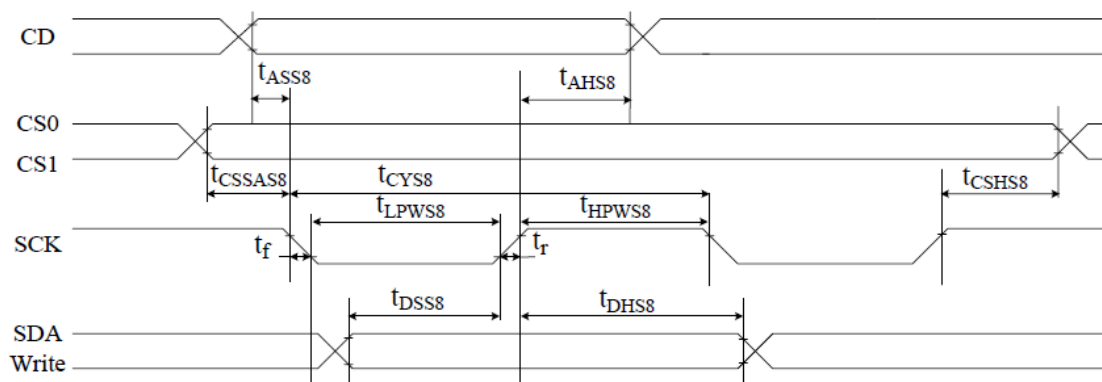 CD
tASS8
tAHS8
CS0
CS1
tCSSAS8
tCYS8
tCSHS8
tLPWS8
tHPWS8
SCK
tf
tr
tDSS8
tDHS8
SDA
Write